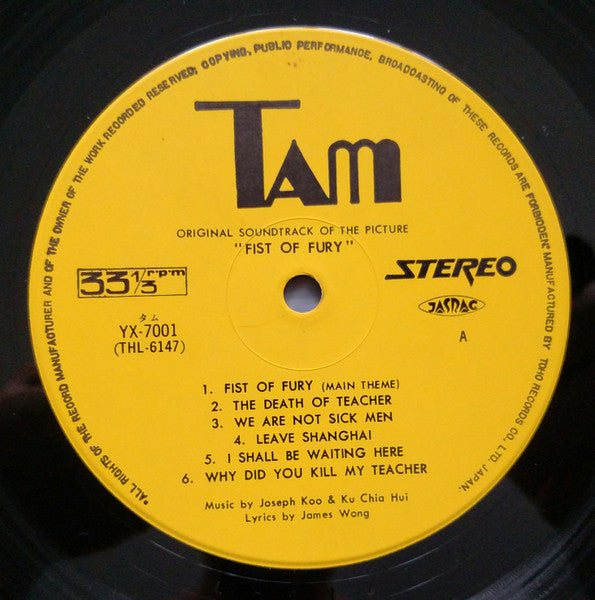 "ALL RIGHTS OF THE RECORD MANUFACTURER AND OF THE OWNER OF THE WORK RECORDED RESERVED; COPYING, PUBLIC PERFORMANCE, BROADCASTING OF THESE RECORDS ARE FORBIDDEN" MANUFACTURED BY TOHO RECORDS CO., LTD. JAPAN.
TAM
ORIGINAL SOUNDTRACK OF THE PICTURE
"FIST OF FURY"
33 1/3 r·p·m
STEREO
タム
YX-7001
(THL-6147)
JASRAC
A
1. FIST OF FURY (MAIN THEME)
2. THE DEATH OF TEACHER
3. WE ARE NOT SICK MEN
4. LEAVE SHANGHAI
5. I SHALL BE WAITING HERE
6. WHY DID YOU KILL MY TEACHER
Music by Joseph Koo & Ku Chia Hui
Lyrics by James Wong